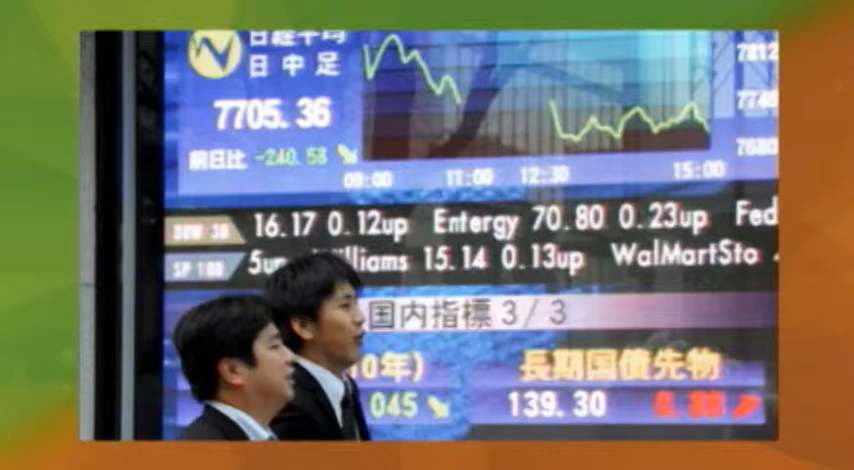 日経平均
日中足
7705.36
前日比 -240.58
7812
7746
7680
09:00 11:00 12:30 15:00
DOW 30 16.17 0.12up Entergy 70.80 0.23up Fed
SP 100 5up Williams 15.14 0.13up WalMartSto
国内指標 3/3
10年) 長期国債先物
045 139.30